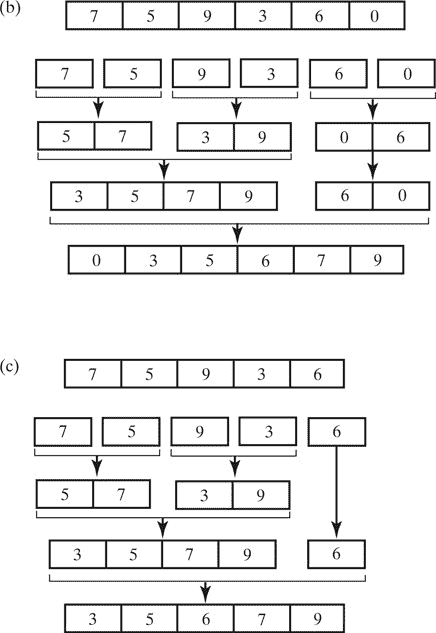 (b)
7 5 9 3 6 0
7 5 9 3 6 0
5 7 3 9 0 6
3 5 7 9 6 0
0 3 5 6 7 9
(c)
7 5 9 3 6
7 5 9 3 6
5 7 3 9
3 5 7 9 6
3 5 6 7 9